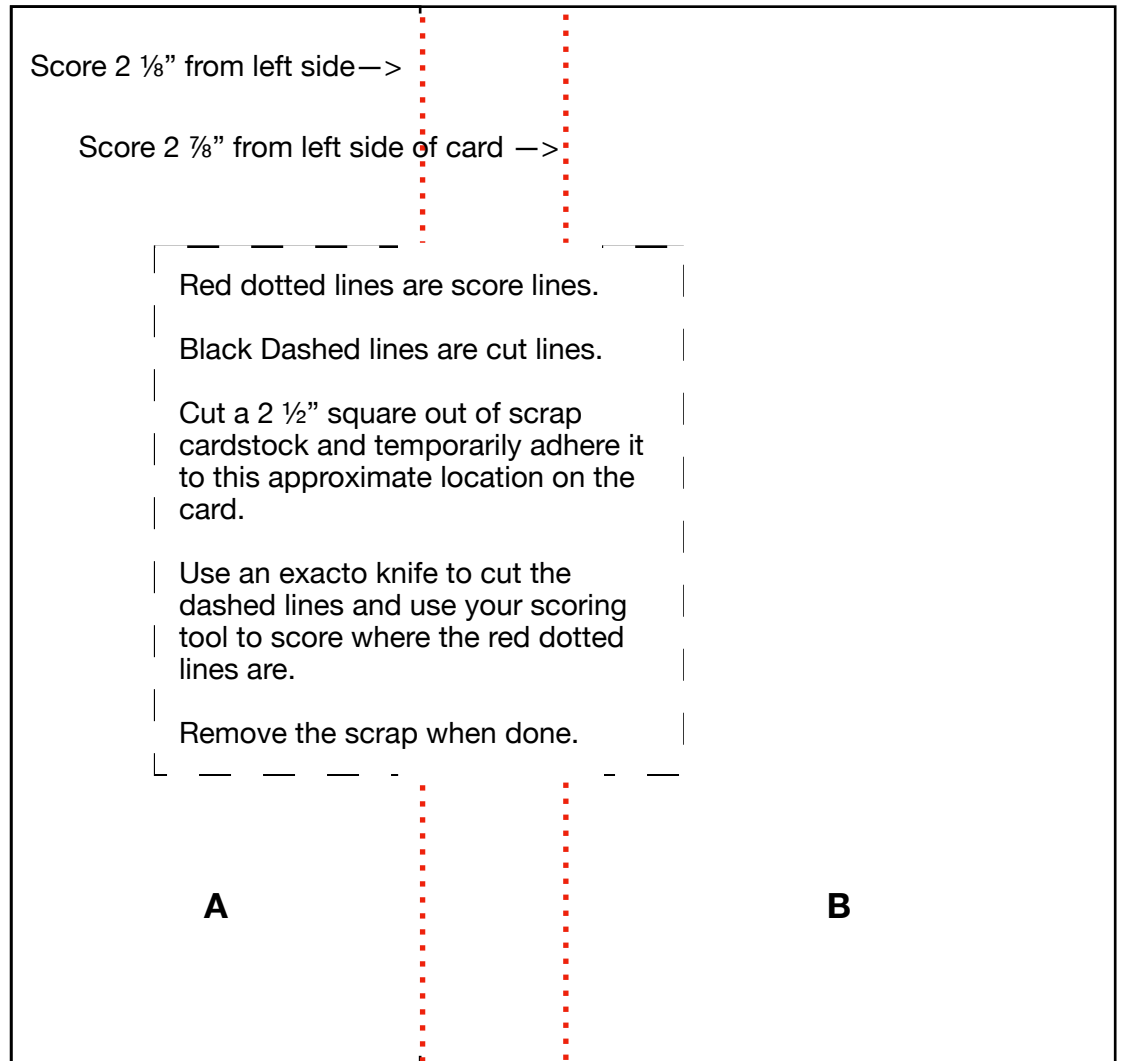 Score 2 ⅛” from left side—>
Score 2 ⅞” from left side of card —>
Red dotted lines are score lines.
Black Dashed lines are cut lines.
Cut a 2 ½” square out of scrap
cardstock and temporarily adhere it
to this approximate location on the
card.
Use an exacto knife to cut the
dashed lines and use your scoring
tool to score where the red dotted
lines are.
Remove the scrap when done.
A
B